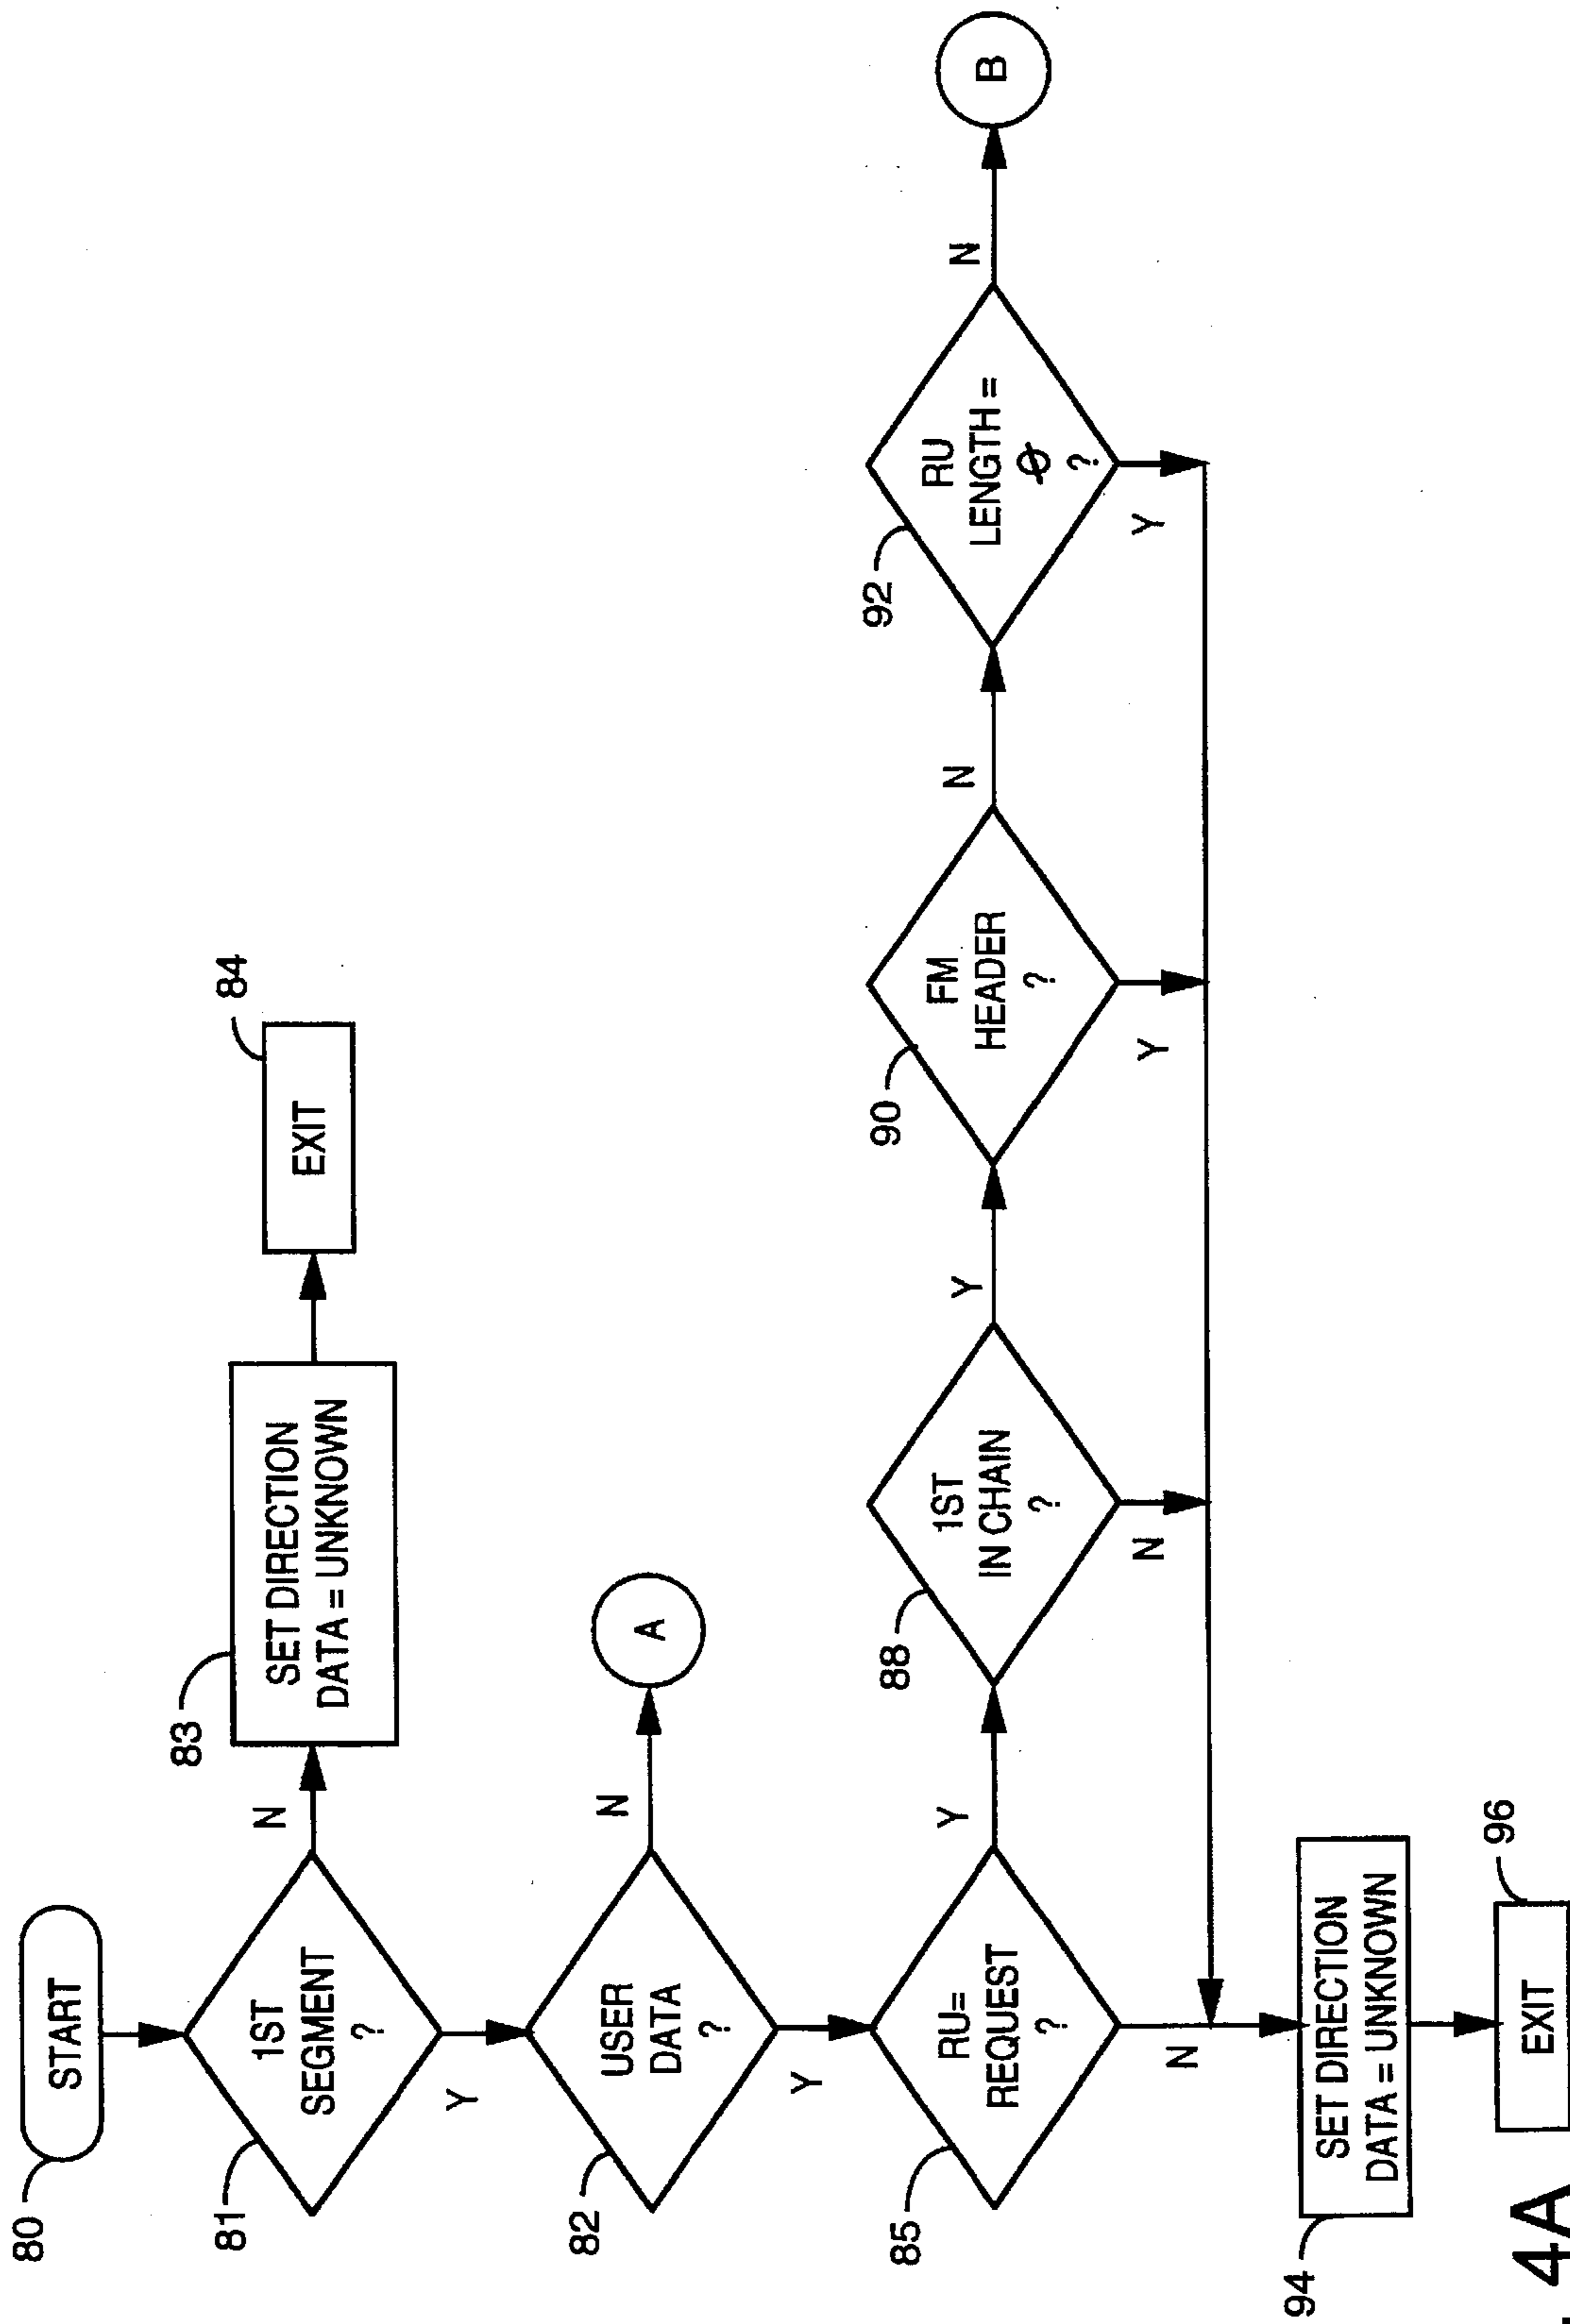 80
START
81
1ST
SEGMENT
?
N
83
SET DIRECTION
DATA = UNKNOWN
84
EXIT
Y
82
USER
DATA
?
N
A
Y
85
RU=
REQUEST
?
Y
88
1ST
IN CHAIN
?
Y
90
FM
HEADER
?
N
92
RU
LENGTH =
Ø
?
N
B
N
N
Y
Y
94
SET DIRECTION
DATA = UNKNOWN
96
EXIT
4A